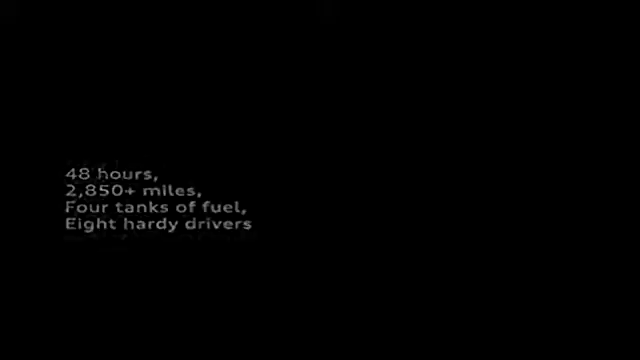 48 hours,
2,850+ miles,
Four tanks of fuel,
Eight hardy drivers